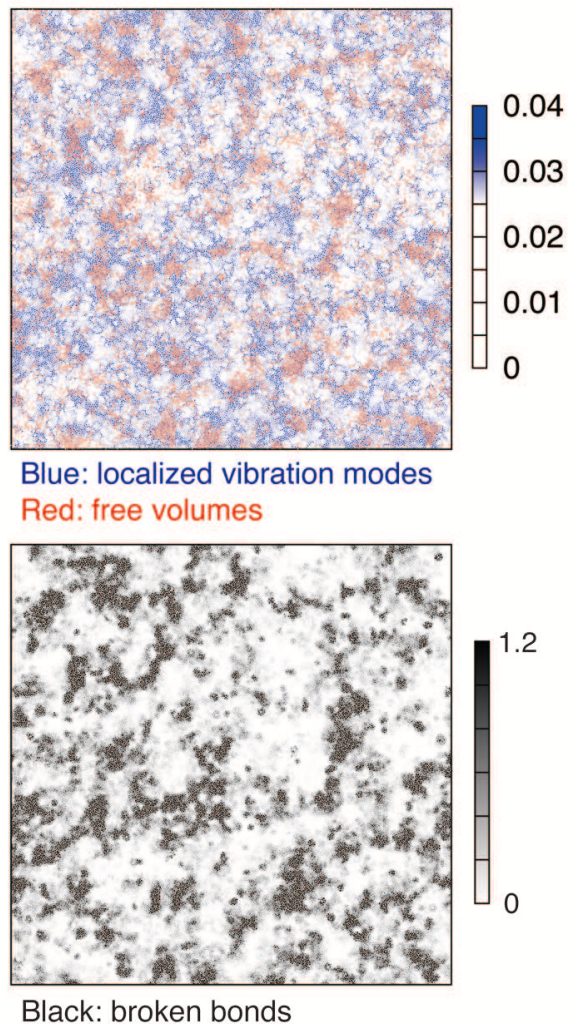 0.04
0.03
0.02
0.01
0
Blue: localized vibration modes
Red: free volumes
1.2
0
Black: broken bonds